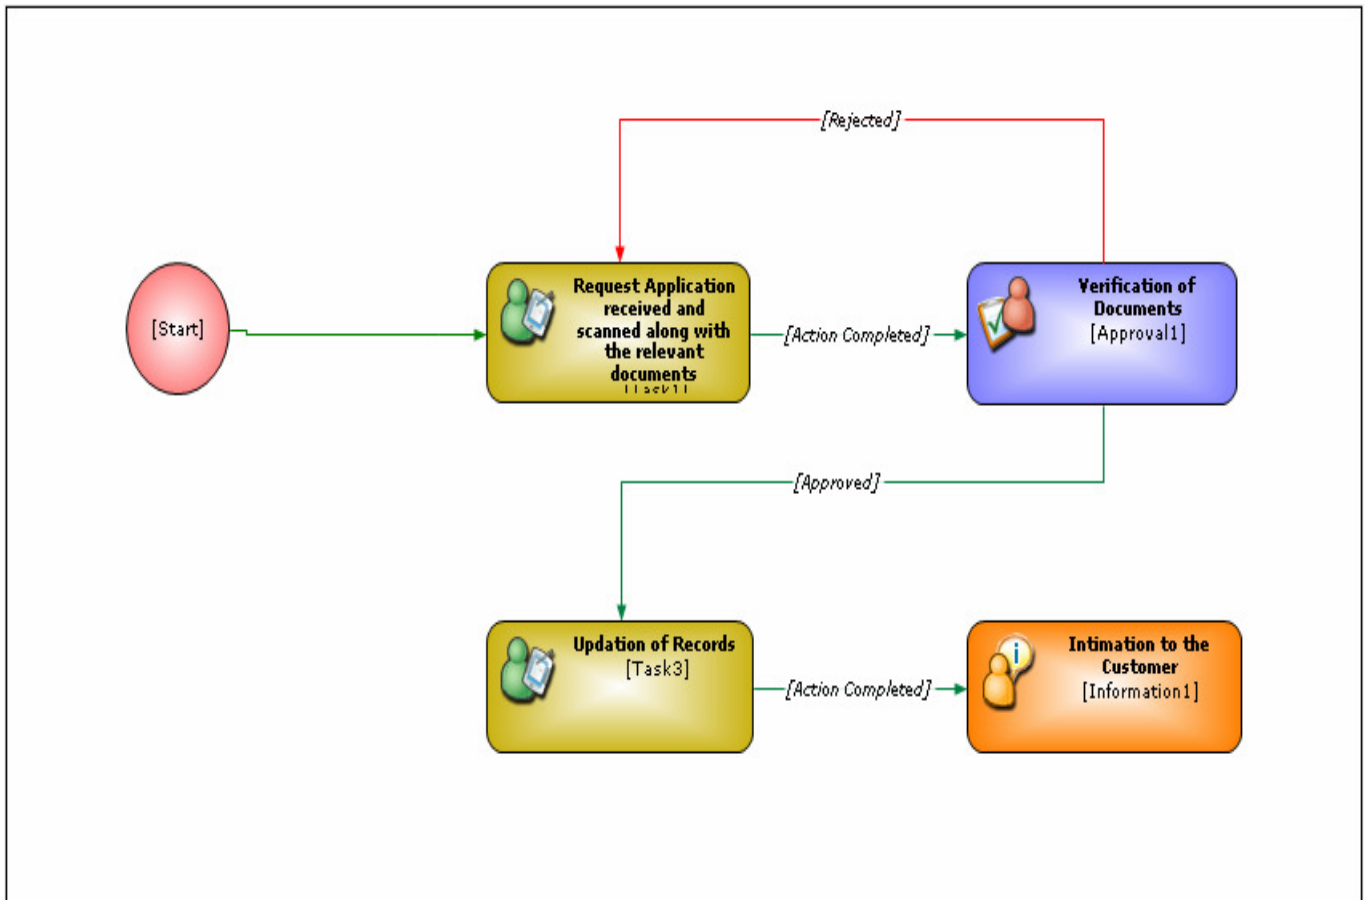 [Rejected]
[Start]
Request Application
received and
scanned along with
the relevant
documents
[Action Completed]
Verification of
Documents
[Approval1]
[Approved]
Updation of Records
[Task3]
[Action Completed]
Intimation to the
Customer
[Information1]